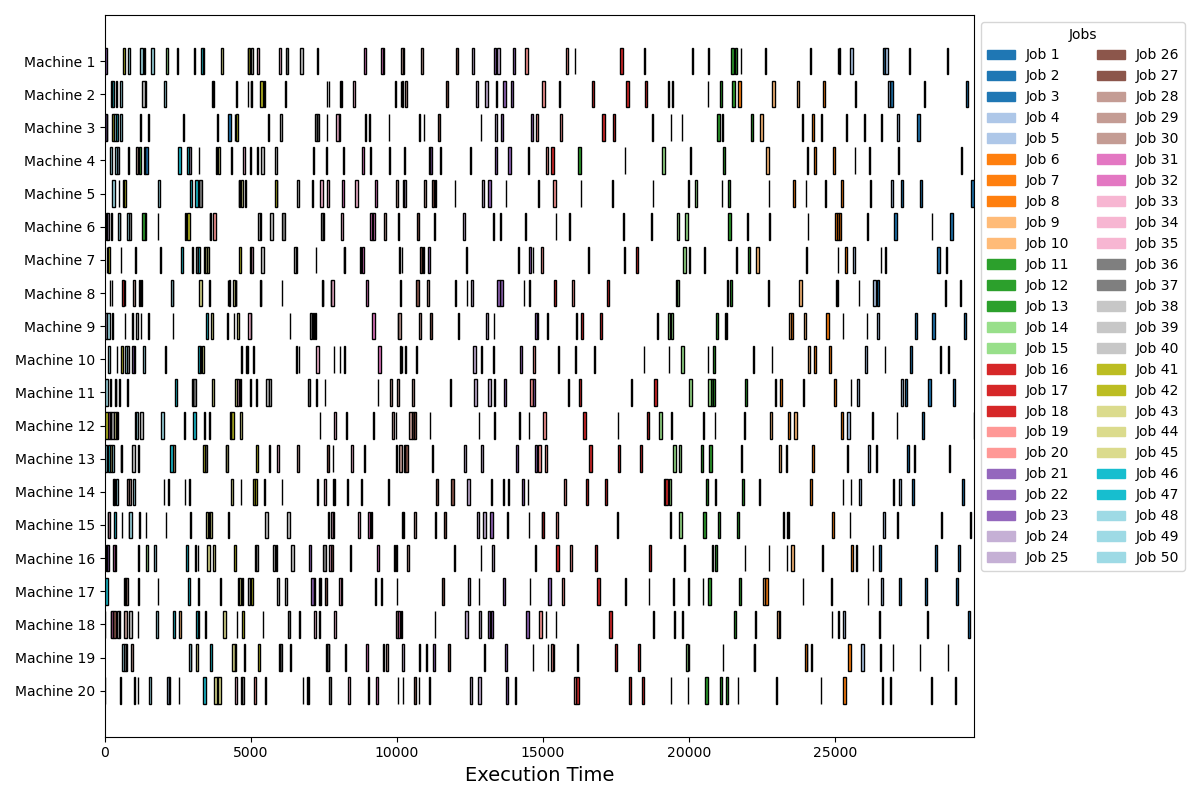 Machine 1
Machine 2
Machine 3
Machine 4
Machine 5
Machine 6
Machine 7
Machine 8
Machine 9
Machine 10
Machine 11
Machine 12
Machine 13
Machine 14
Machine 15
Machine 16
Machine 17
Machine 18
Machine 19
Machine 20
0 5000 10000 15000 20000 25000
Execution Time
Jobs
Job 1
Job 2
Job 3
Job 4
Job 5
Job 6
Job 7
Job 8
Job 9
Job 10
Job 11
Job 12
Job 13
Job 14
Job 15
Job 16
Job 17
Job 18
Job 19
Job 20
Job 21
Job 22
Job 23
Job 24
Job 25
Job 26
Job 27
Job 28
Job 29
Job 30
Job 31
Job 32
Job 33
Job 34
Job 35
Job 36
Job 37
Job 38
Job 39
Job 40
Job 41
Job 42
Job 43
Job 44
Job 45
Job 46
Job 47
Job 48
Job 49
Job 50